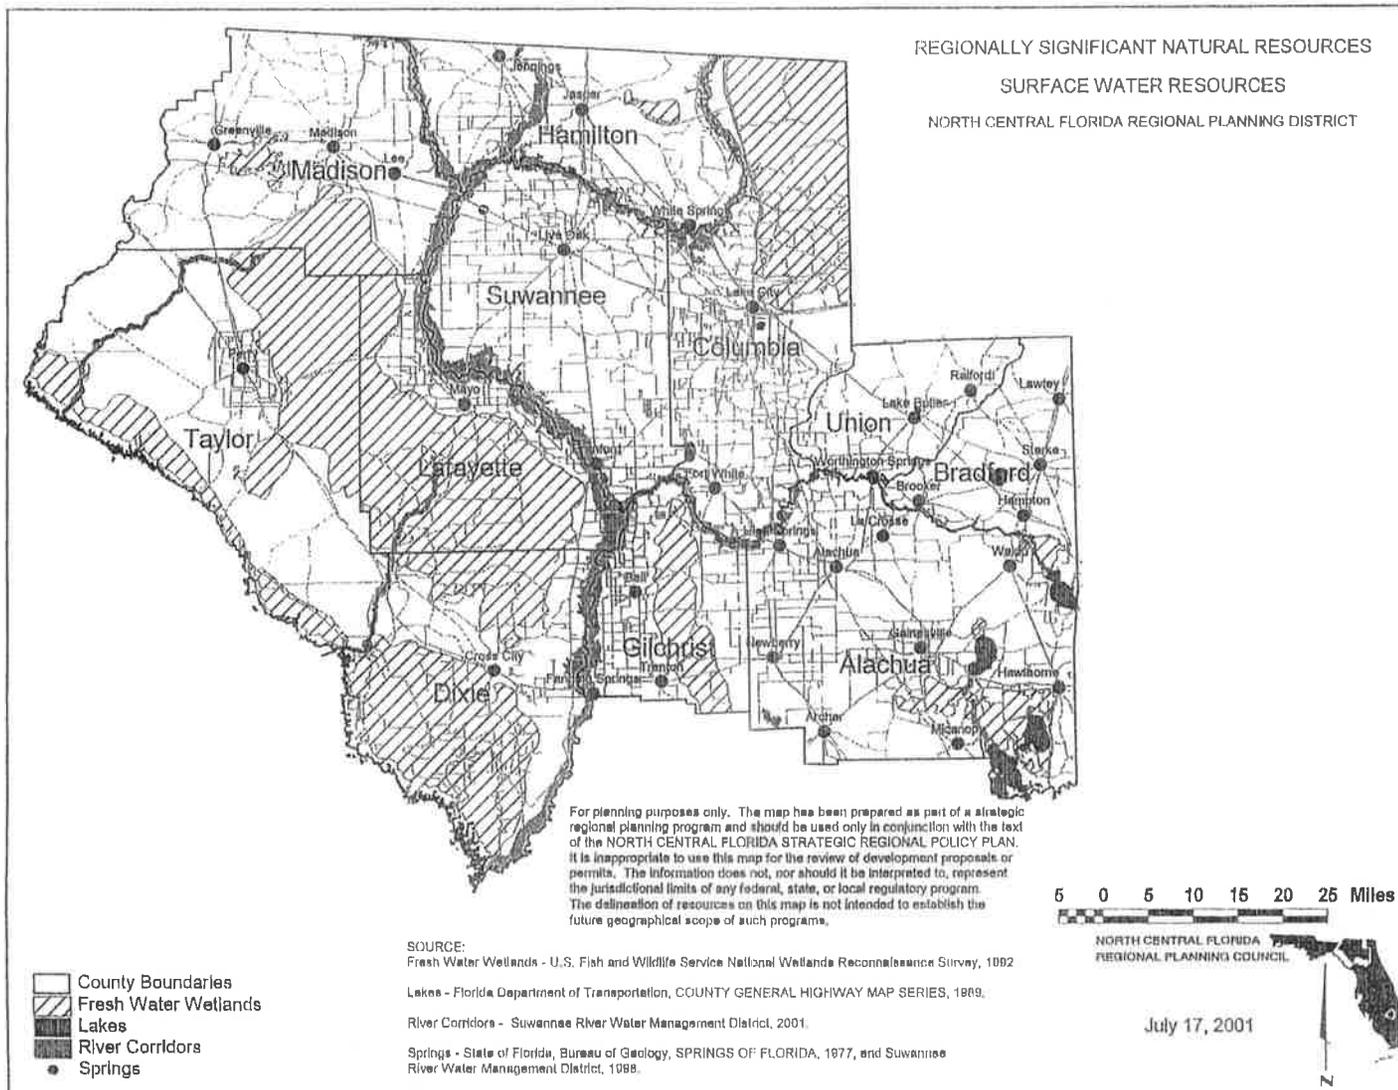 REGIONALLY SIGNIFICANT NATURAL RESOURCES
SURFACE WATER RESOURCES
NORTH CENTRAL FLORIDA REGIONAL PLANNING DISTRICT
Jennings
Jasper
Hamilton
Greenville
Madison
Lee
Madison
White Springs
Live Oak
Suwannee
Lake City
Columbia
Perry
Mayo
Raiford
Lawtey
Lake Butler
Union
Taylor
Lafayette
Branford
Fort White
Worthington Springs
Starke
Bradford
Brooker
Hampton
La Crosse
High Springs
Alachua
Waldo
Bell
Gilchrist
Newberry
Gainesville
Alachua
Hawthorne
Cross City
Trenton
Dixie
Fanning Springs
Archer
Micanopy
For planning purposes only. The map has been prepared as part of a strategic
regional planning program and should be used only in conjunction with the text
of the NORTH CENTRAL FLORIDA STRATEGIC REGIONAL POLICY PLAN.
It is inappropriate to use this map for the review of development proposals or
permits. The information does not, nor should it be interpreted to, represent
the jurisdictional limits of any federal, state, or local regulatory program.
The delineation of resources on this map is not intended to establish the
future geographical scope of such programs.
5 0 5 10 15 20 25 Miles
NORTH CENTRAL FLORIDA
REGIONAL PLANNING COUNCIL
July 17, 2001
N
SOURCE:
Fresh Water Wetlands - U.S. Fish and Wildlife Service National Wetlands Reconnaissance Survey, 1992
Lakes - Florida Department of Transportation, COUNTY GENERAL HIGHWAY MAP SERIES, 1989.
River Corridors - Suwannee River Water Management District, 2001.
Springs - State of Florida, Bureau of Geology, SPRINGS OF FLORIDA, 1977, and Suwannee
River Water Management District, 1998.
County Boundaries
Fresh Water Wetlands
Lakes
River Corridors
Springs